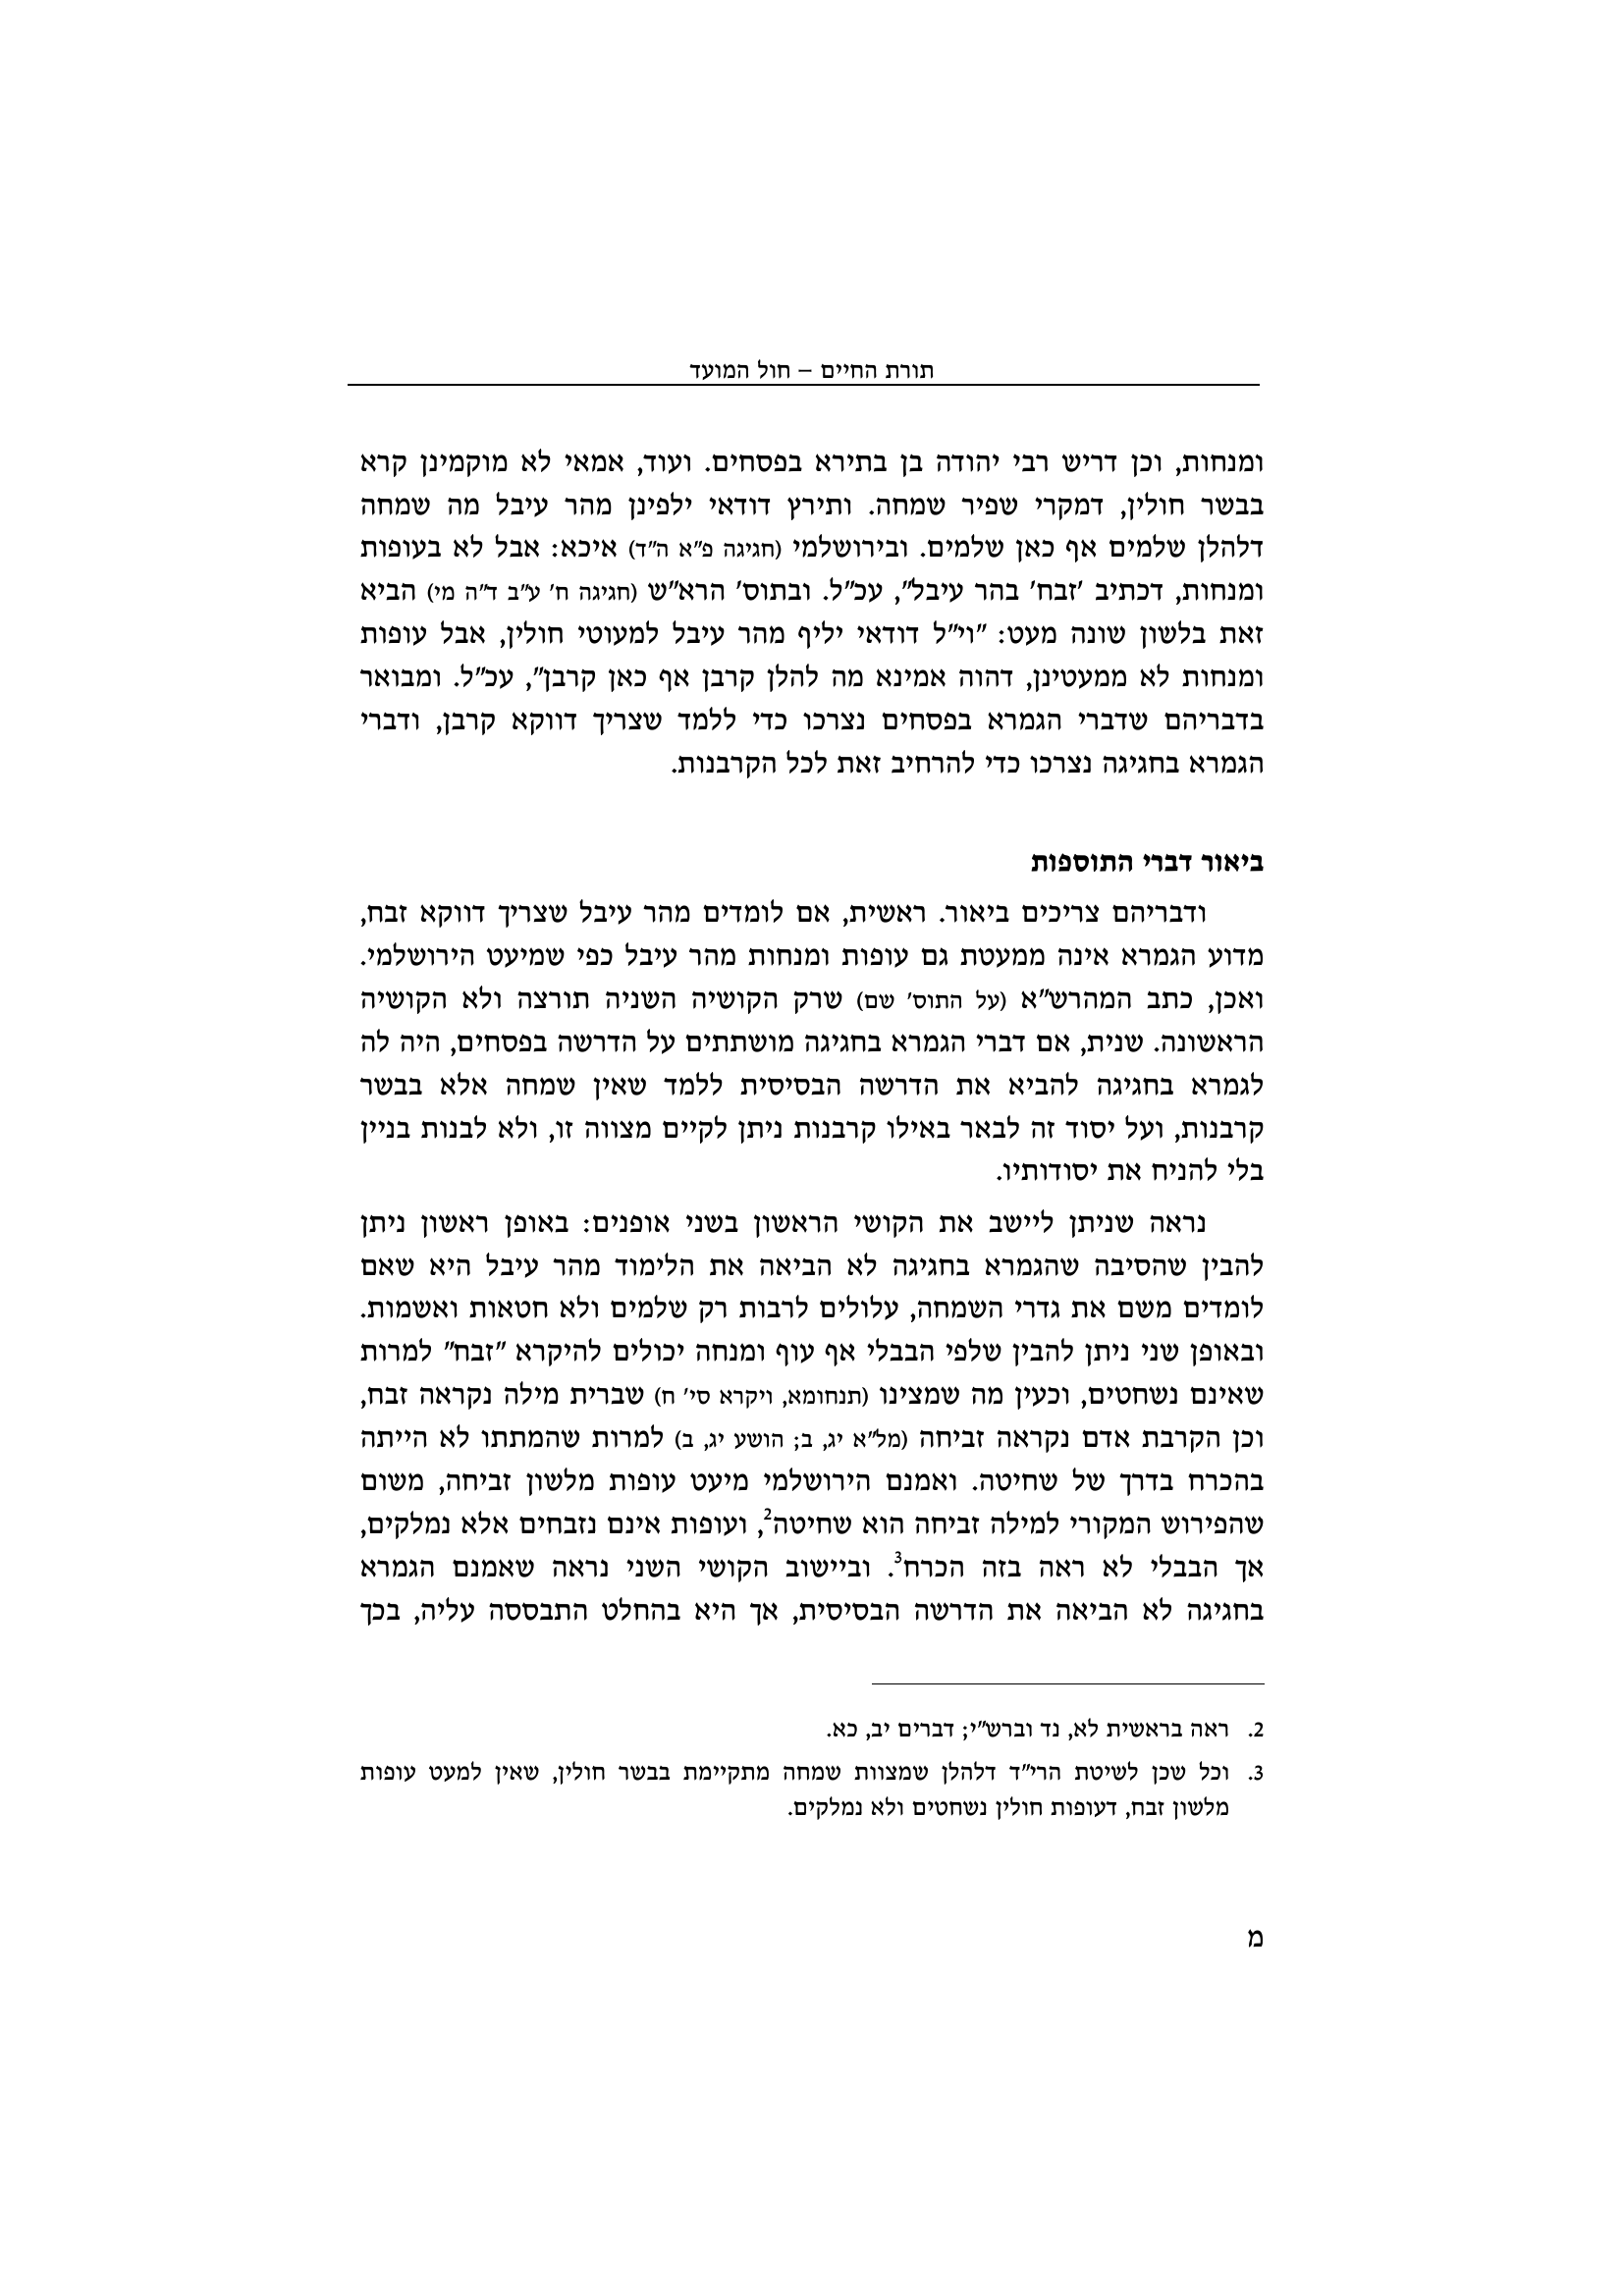 תורת החיים – חול המועד
ומנחות, וכן דריש רבי יהודה בן בתירא בפסחים. ועוד, אמאי לא מוקמינן קרא
בבשר חולין, דמקרי שפיר שמחה. ותירץ דודאי ילפינן מהר עיבל מה שמחה
דלהלן שלמים אף כאן שלמים. ובירושלמי (חגיגה פ"א ה"ד) איכא: אבל לא בעופות
ומנחות, דכתיב 'זבח' בהר עיבל", עכ"ל. ובתוס' הרא"ש (חגיגה ח' ע"ב ד"ה מי) הביא
זאת בלשון שונה מעט: "וי"ל דודאי יליף מהר עיבל למעוטי חולין, אבל עופות
ומנחות לא ממעטינן, דהוה אמינא מה להלן קרבן אף כאן קרבן", עכ"ל. ומבואר
בדבריהם שדברי הגמרא בפסחים נצרכו כדי ללמד שצריך דווקא קרבן, ודברי
הגמרא בחגיגה נצרכו כדי להרחיב זאת לכל הקרבנות.
ביאור דברי התוספות
ודבריהם צריכים ביאור. ראשית, אם לומדים מהר עיבל שצריך דווקא זבח,
מדוע הגמרא אינה ממעטת גם עופות ומנחות מהר עיבל כפי שמיעט הירושלמי.
ואכן, כתב המהרש"א (על התוס' שם) שרק הקושיה השניה תורצה ולא הקושיה
הראשונה. שנית, אם דברי הגמרא בחגיגה מושתתים על הדרשה בפסחים, היה לה
לגמרא בחגיגה להביא את הדרשה הבסיסית ללמד שאין שמחה אלא בבשר
קרבנות, ועל יסוד זה לבאר באילו קרבנות ניתן לקיים מצווה זו, ולא לבנות בניין
בלי להניח את יסודותיו.
נראה שניתן ליישב את הקושי הראשון בשני אופנים: באופן ראשון ניתן
להבין שהסיבה שהגמרא בחגיגה לא הביאה את הלימוד מהר עיבל היא שאם
לומדים משם את גדרי השמחה, עלולים לרבות רק שלמים ולא חטאות ואשמות.
ובאופן שני ניתן להבין שלפי הבבלי אף עוף ומנחה יכולים להיקרא "זבח" למרות
שאינם נשחטים, וכעין מה שמצינו (תנחומא, ויקרא סי' ח) שברית מילה נקראה זבח,
וכן הקרבת אדם נקראה זביחה (מל"א יג, ב; הושע יג, ב) למרות שהמתתו לא הייתה
בהכרח בדרך של שחיטה. ואמנם הירושלמי מיעט עופות מלשון זביחה, משום
שהפירוש המקורי למילה זביחה הוא שחיטה2, ועופות אינם נזבחים אלא נמלקים,
אך הבבלי לא ראה בזה הכרח3. וביישוב הקושי השני נראה שאמנם הגמרא
בחגיגה לא הביאה את הדרשה הבסיסית, אך היא בהחלט התבססה עליה, בכך
2. ראה בראשית לא, נד וברש"י; דברים יב, כא.
3. וכל שכן לשיטת הרי"ד דלהלן שמצוות שמחה מתקיימת בבשר חולין, שאין למעט עופות
מלשון זבח, דעופות חולין נשחטים ולא נמלקים.
מ